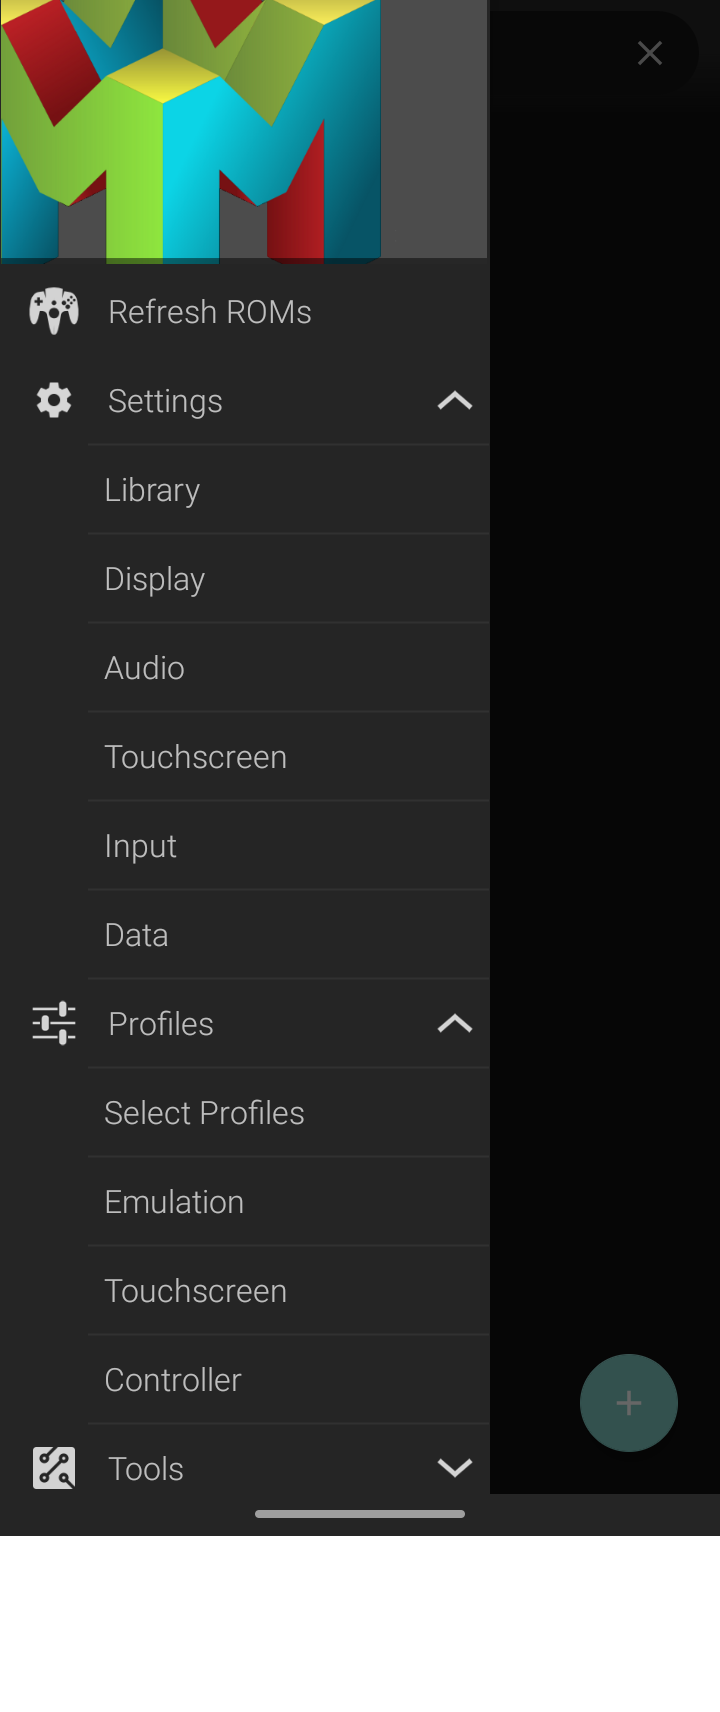 Refresh ROMs
Settings
Library
Display
Audio
Touchscreen
Input
Data
Profiles
Select Profiles
Emulation
Touchscreen
Controller
Tools